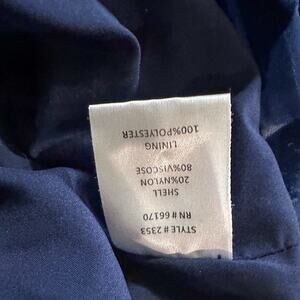 STYLE # 2353
RN # 66170
SHELL
20%NYLON
80%VISCOSE
LINING
100%POLYESTER